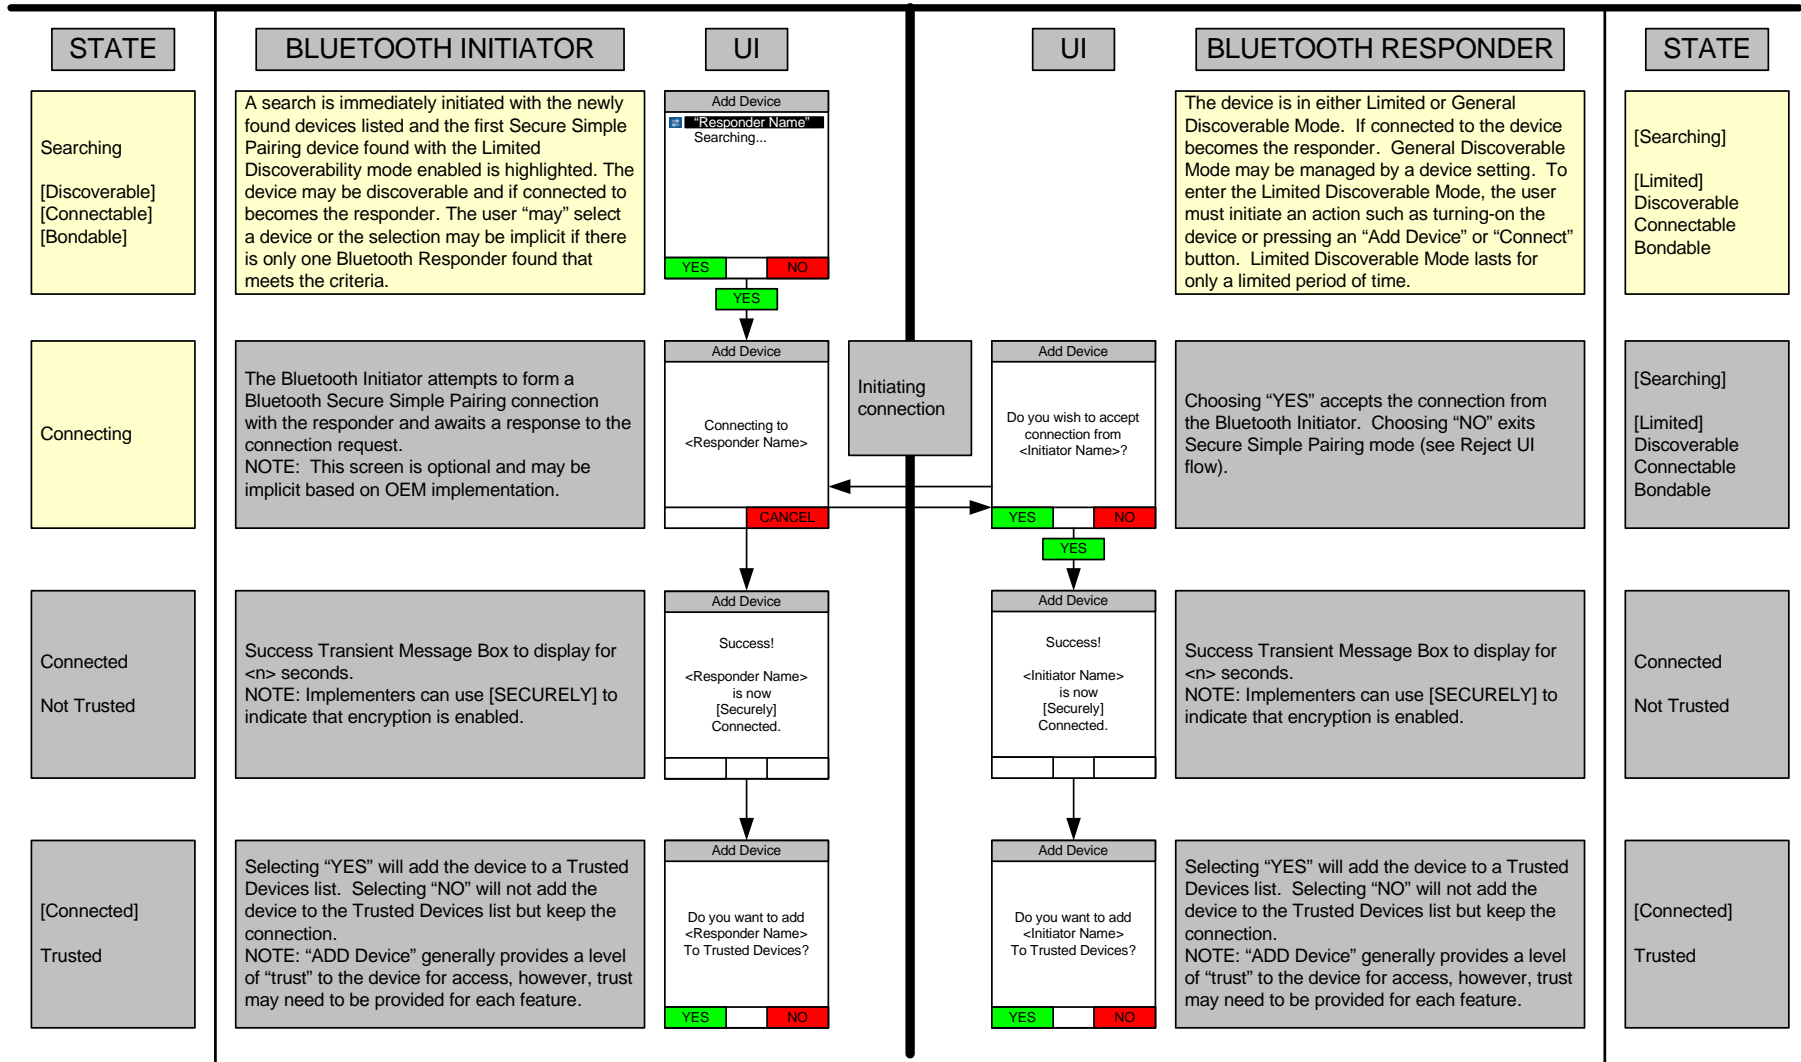 STATE
BLUETOOTH INITIATOR
UI
UI
BLUETOOTH RESPONDER
STATE
Searching
[Discoverable]
[Connectable]
[Bondable]
A search is immediately initiated with the newly
found devices listed and the first Secure Simple
Pairing device found with the Limited
Discoverability mode enabled is highlighted. The
device may be discoverable and if connected to
becomes the responder. The user “may” select
a device or the selection may be implicit if there
is only one Bluetooth Responder found that
meets the criteria.
Add Device
“Responder Name”
Searching...
YES
NO
YES
The device is in either Limited or General
Discoverable Mode. If connected to the device
becomes the responder. General Discoverable
Mode may be managed by a device setting. To
enter the Limited Discoverable Mode, the user
must initiate an action such as turning-on the
device or pressing an “Add Device” or “Connect”
button. Limited Discoverable Mode lasts for
only a limited period of time.
[Searching]
[Limited]
Discoverable
Connectable
Bondable
Connecting
The Bluetooth Initiator attempts to form a
Bluetooth Secure Simple Pairing connection
with the responder and awaits a response to the
connection request.
NOTE: This screen is optional and may be
implicit based on OEM implementation.
Add Device
Connecting to
<Responder Name>
CANCEL
Initiating
connection
Add Device
Do you wish to accept
connection from
<Initiator Name>?
YES
NO
YES
Choosing “YES” accepts the connection from
the Bluetooth Initiator. Choosing “NO” exits
Secure Simple Pairing mode (see Reject UI
flow).
[Searching]
[Limited]
Discoverable
Connectable
Bondable
Connected
Not Trusted
Success Transient Message Box to display for
<n> seconds.
NOTE: Implementers can use [SECURELY] to
indicate that encryption is enabled.
Add Device
Success!
<Responder Name>
is now
[Securely]
Connected.
Add Device
Success!
<Initiator Name>
is now
[Securely]
Connected.
Success Transient Message Box to display for
<n> seconds.
NOTE: Implementers can use [SECURELY] to
indicate that encryption is enabled.
Connected
Not Trusted
[Connected]
Trusted
Selecting “YES” will add the device to a Trusted
Devices list. Selecting “NO” will not add the
device to the Trusted Devices list but keep the
connection.
NOTE: “ADD Device” generally provides a level
of “trust” to the device for access, however, trust
may need to be provided for each feature.
Add Device
Do you want to add
<Responder Name>
To Trusted Devices?
YES
NO
Add Device
Do you want to add
<Initiator Name>
To Trusted Devices?
YES
NO
Selecting “YES” will add the device to a Trusted
Devices list. Selecting “NO” will not add the
device to the Trusted Devices list but keep the
connection.
NOTE: “ADD Device” generally provides a level
of “trust” to the device for access, however, trust
may need to be provided for each feature.
[Connected]
Trusted